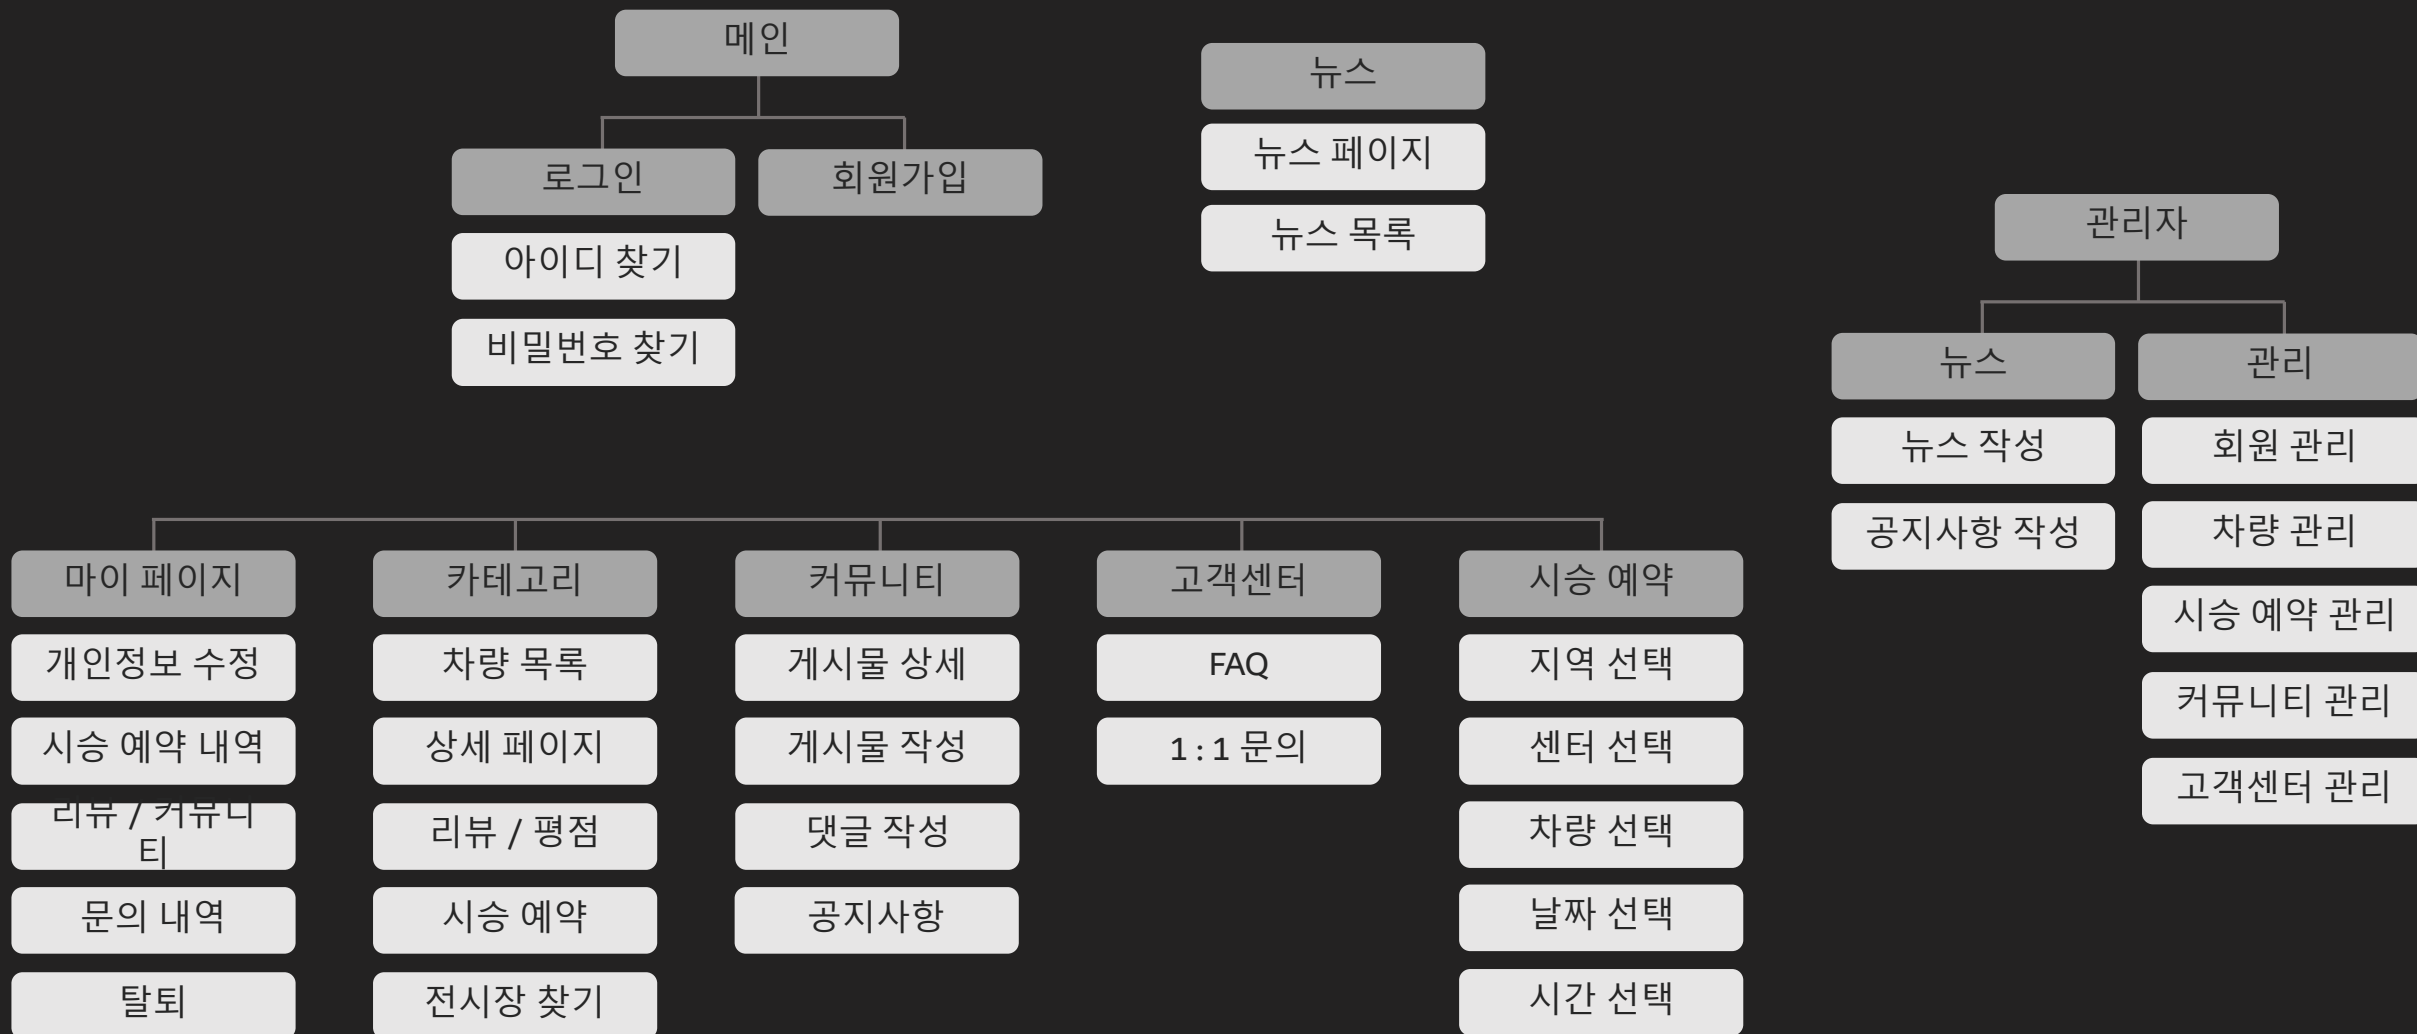 메인
로그인
회원가입
아이디 찾기
비밀번호 찾기
뉴스
뉴스 페이지
뉴스 목록
관리자
뉴스
뉴스 작성
공지사항 작성
관리
회원 관리
차량 관리
시승 예약 관리
커뮤니티 관리
고객센터 관리
마이 페이지
개인정보 수정
시승 예약 내역
리뷰 / 커뮤니
티
문의 내역
탈퇴
카테고리
차량 목록
상세 페이지
리뷰 / 평점
시승 예약
전시장 찾기
커뮤니티
게시물 상세
게시물 작성
댓글 작성
공지사항
고객센터
FAQ
1 : 1 문의
시승 예약
지역 선택
센터 선택
차량 선택
날짜 선택
시간 선택